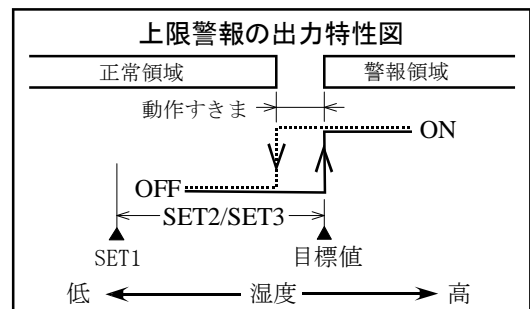 上限警報の出力特性図
正常領域
警報領域
動作すきま
ON
OFF
SET2/SET3
SET1
目標値
低
湿度
高